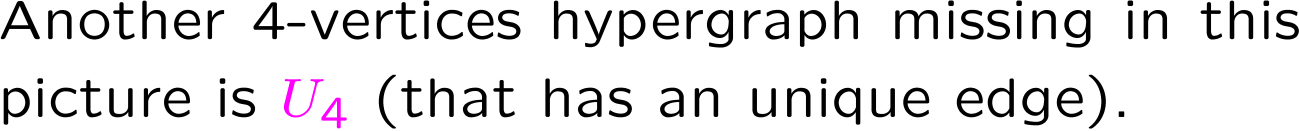 Another 4-vertices hypergraph missing in this
picture is U₄ (that has an unique edge).